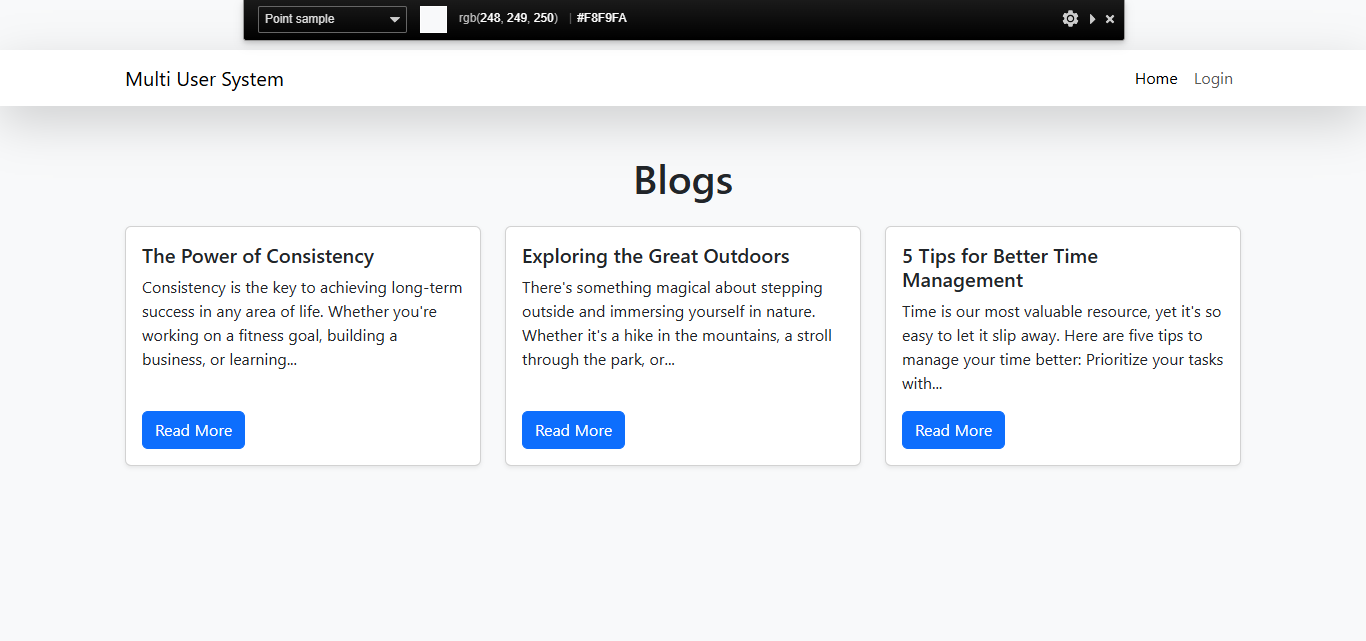 Point sample
rgb(248, 249, 250) | #F8F9FA
Multi User System
Home
Login
Blogs
The Power of Consistency
Consistency is the key to achieving long-term
success in any area of life. Whether you're
working on a fitness goal, building a
business, or learning...
Read More
Exploring the Great Outdoors
There's something magical about stepping
outside and immersing yourself in nature.
Whether it's a hike in the mountains, a stroll
through the park, or...
Read More
5 Tips for Better Time
Management
Time is our most valuable resource, yet it's so
easy to let it slip away. Here are five tips to
manage your time better: Prioritize your tasks
with...
Read More